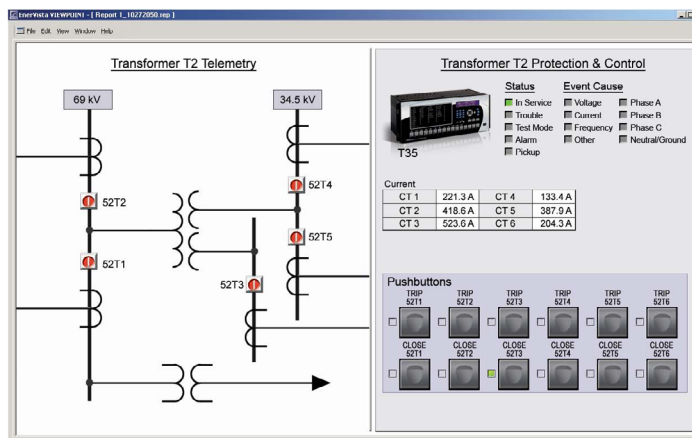 EnerVista VIEWPOINT - [ Report 1_10272050.rep ]
File Edit View Window Help
Transformer T2 Telemetry
69 kV
34.5 kV
52T2
52T4
52T1
52T5
52T3
Transformer T2 Protection & Control
T35
Status Event Cause
In Service Voltage Phase A
Trouble Current Phase B
Test Mode Frequency Phase C
Alarm Other Neutral/Ground
Pickup
Current
CT 1 221.3 A CT 4 133.4 A
CT 2 418.6 A CT 5 387.9 A
CT 3 523.6 A CT 6 204.3 A
Pushbuttons
TRIP TRIP TRIP TRIP TRIP TRIP
52T1 52T2 52T3 52T4 52T5 52T6
CLOSE CLOSE CLOSE CLOSE CLOSE CLOSE
52T1 52T2 52T3 52T4 52T5 52T6